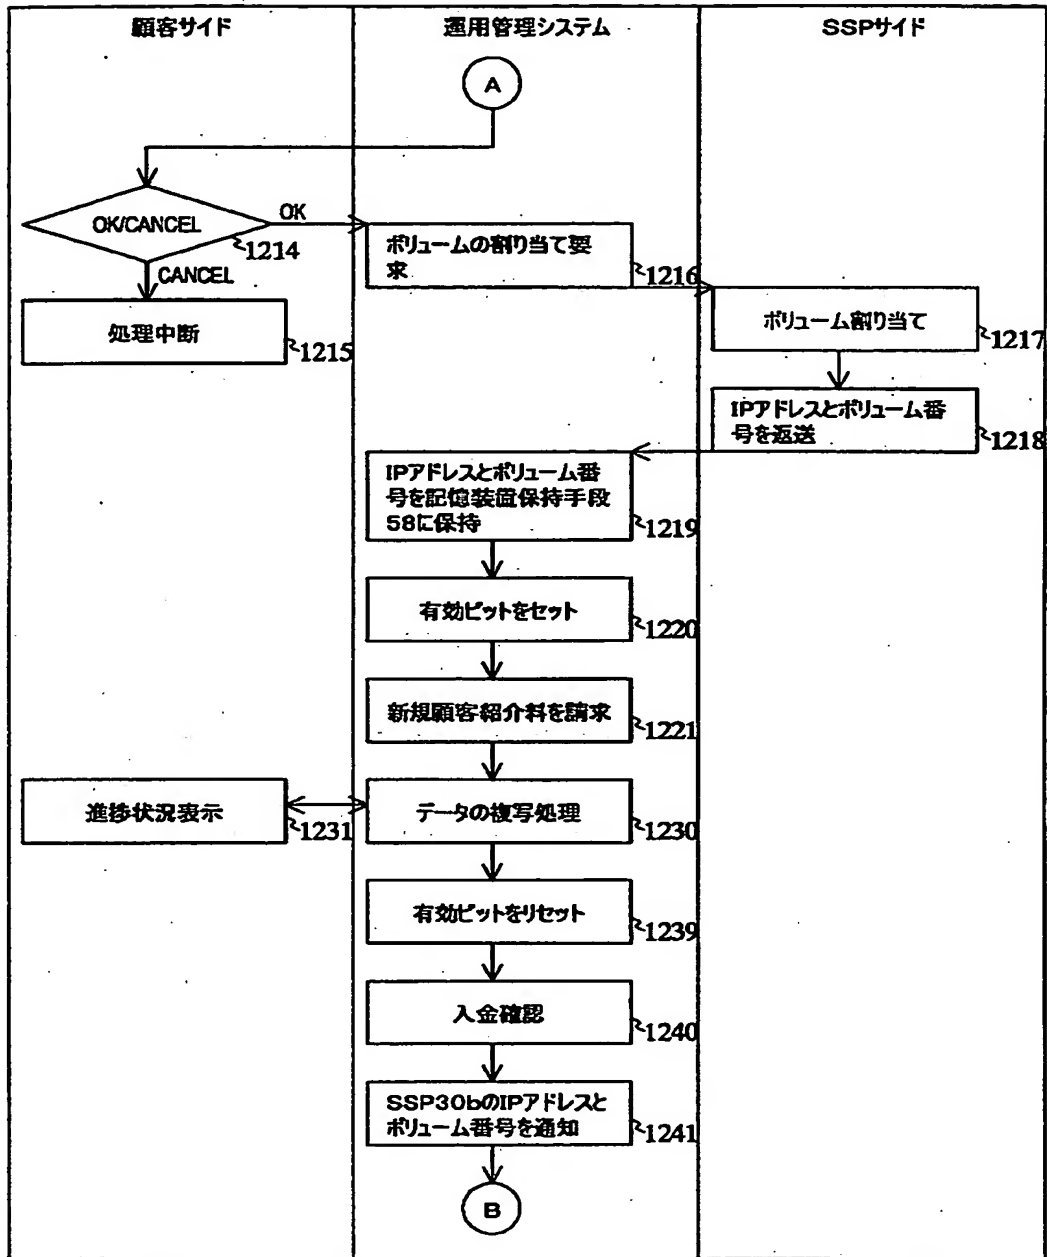 顧客サイド
運用管理システム
SSPサイド
A
OK/CANCEL
OK
1214
CANCEL
ボリュームの割り当て要
求
1216
処理中断
1215
ボリューム割り当て
1217
IPアドレスとボリューム番
号を返送
1218
IPアドレスとボリューム番
号を記憶装置保持手段
58に保持
1219
有効ビットをセット
1220
新規顧客紹介料を請求
1221
進捗状況表示
1231
データの複写処理
1230
有効ビットをリセット
1239
入金確認
1240
SSP30bのIPアドレスと
ボリューム番号を通知
1241
B